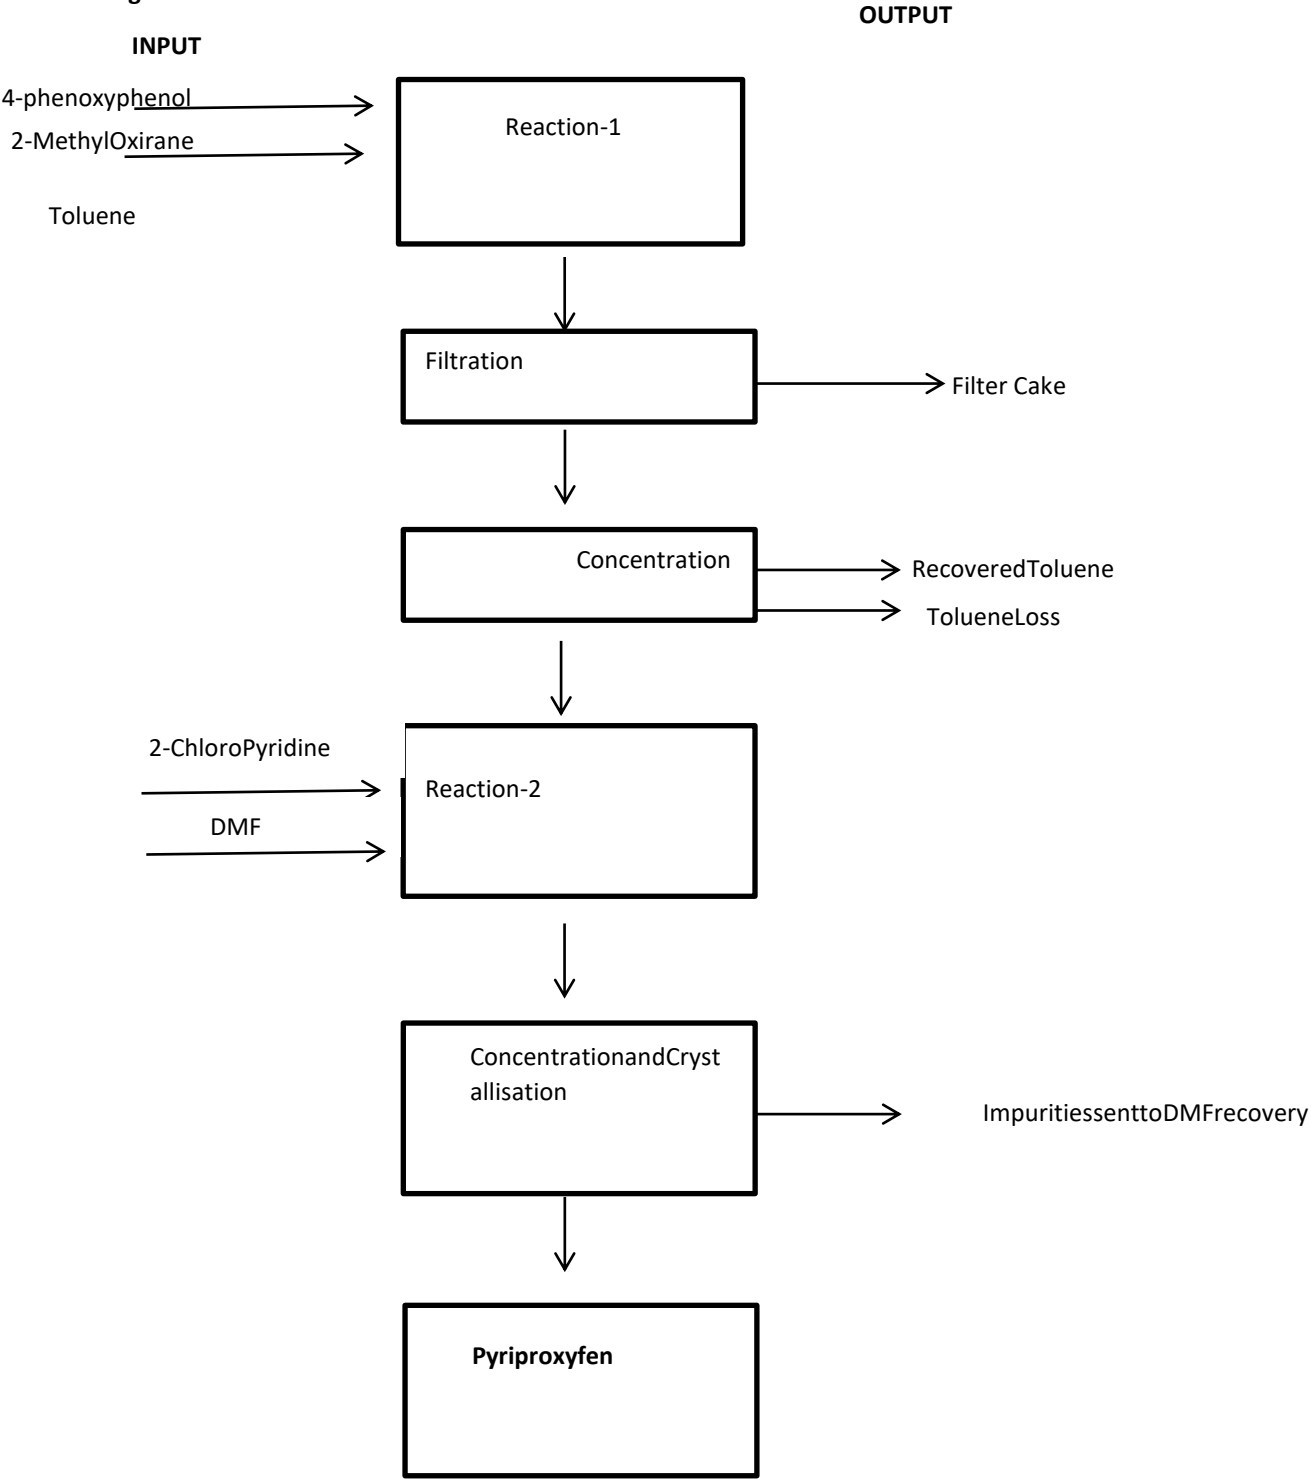 OUTPUT
INPUT
4-phenoxyphenol
2-MethylOxirane
Toluene
Reaction-1
Filtration
Filter Cake
Concentration
RecoveredToluene
TolueneLoss
2-ChloroPyridine
DMF
Reaction-2
ConcentrationandCryst
allisation
ImpuritiessenttoDMFrecovery
Pyriproxyfen